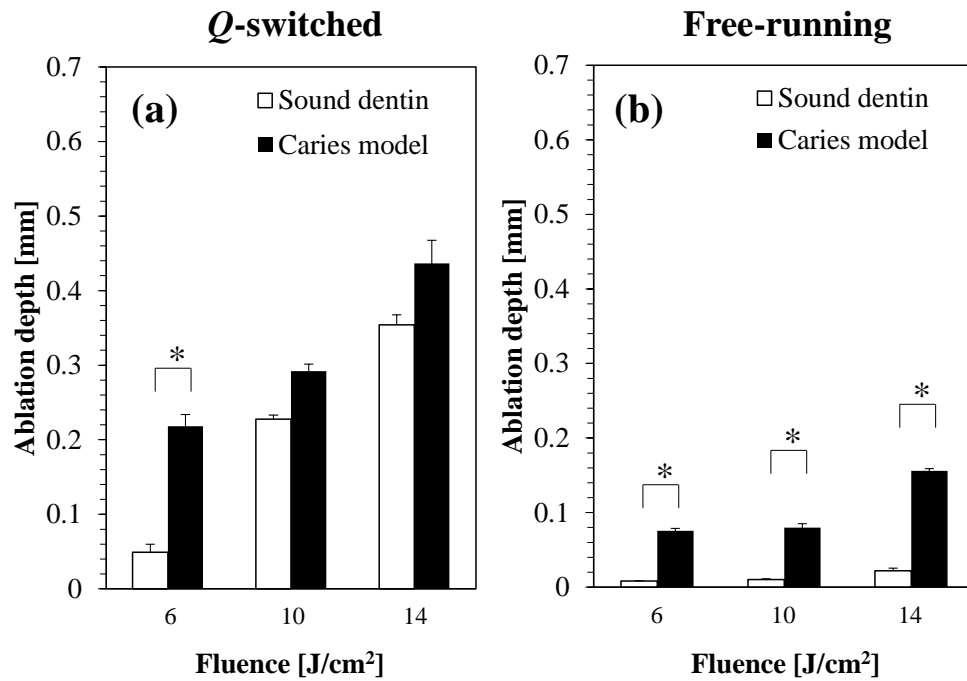 Q-switched
0.7
0.6
0.5
0.4
0.3
0.2
0.1
0
Ablation depth [mm]
(a)
Sound dentin
Caries model
*
6
10
14
Fluence [J/cm²]
Free-running
0.7
0.6
0.5
0.4
0.3
0.2
0.1
0
Ablation depth [mm]
(b)
Sound dentin
Caries model
*
*
*
6
10
14
Fluence [J/cm²]